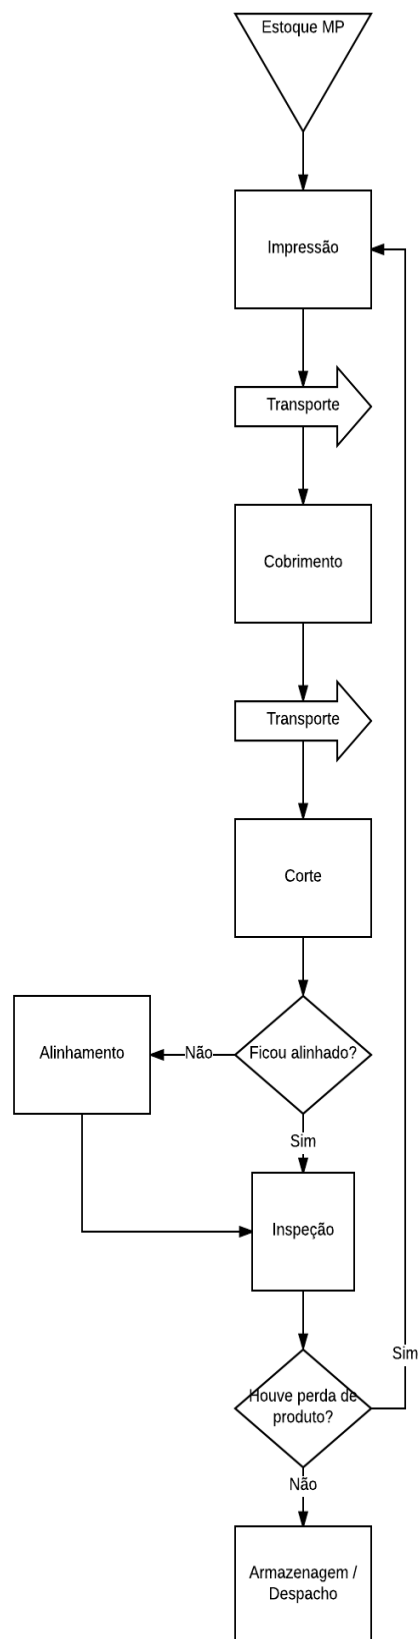 Estoque MP
Impressão
Transporte
Cobrimento
Transporte
Corte
Ficou alinhado?
Não
Alinhamento
Sim
Inspeção
Houve perda de
produto?
Sim
Não
Armazenagem /
Despacho